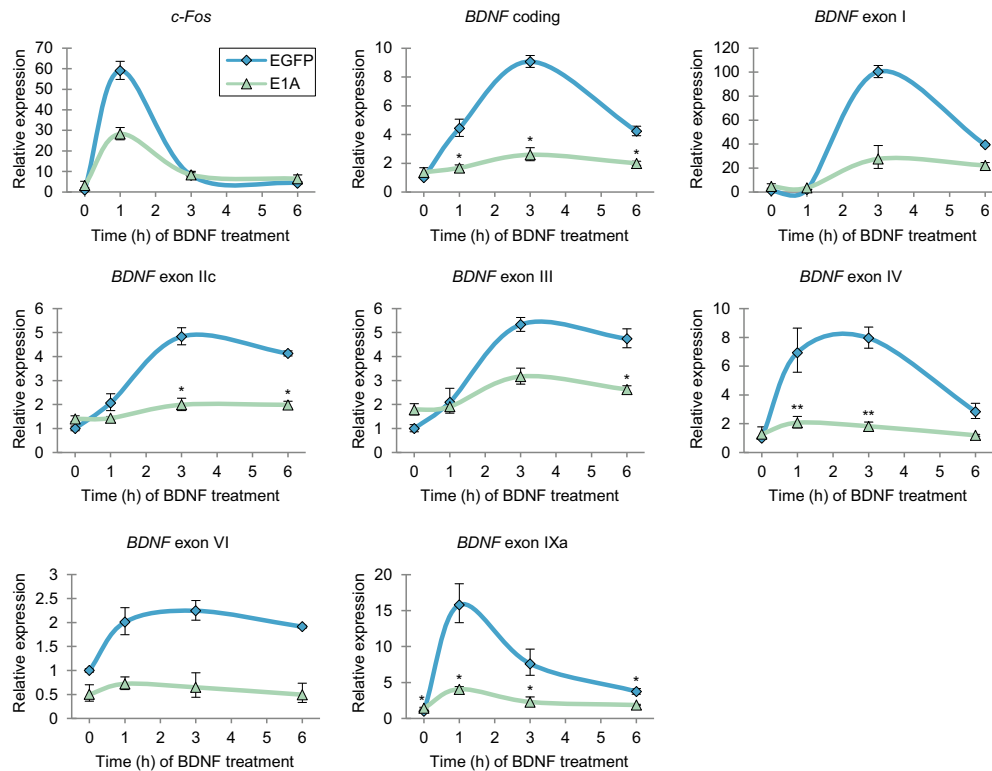 c-Fos
70
60
50
40
30
20
10
0
Relative expression
EGFP
E1A
0 1 2 3 4 5 6
Time (h) of BDNF treatment
BDNF coding
10
8
6
4
2
0
Relative expression
*
*
*
0 1 2 3 4 5 6
Time (h) of BDNF treatment
BDNF exon I
120
100
80
60
40
20
0
Relative expression
0 1 2 3 4 5 6
Time (h) of BDNF treatment
BDNF exon IIc
6
5
4
3
2
1
0
Relative expression
*
*
0 1 2 3 4 5 6
Time (h) of BDNF treatment
BDNF exon III
6
5
4
3
2
1
0
Relative expression
*
0 1 2 3 4 5 6
Time (h) of BDNF treatment
BDNF exon IV
10
8
6
4
2
0
Relative expression
**
**
0 1 2 3 4 5 6
Time (h) of BDNF treatment
BDNF exon VI
3
2.5
2
1.5
1
0.5
0
Relative expression
0 1 2 3 4 5 6
Time (h) of BDNF treatment
BDNF exon IXa
20
15
10
5
0
Relative expression
*
*
*
*
0 1 2 3 4 5 6
Time (h) of BDNF treatment